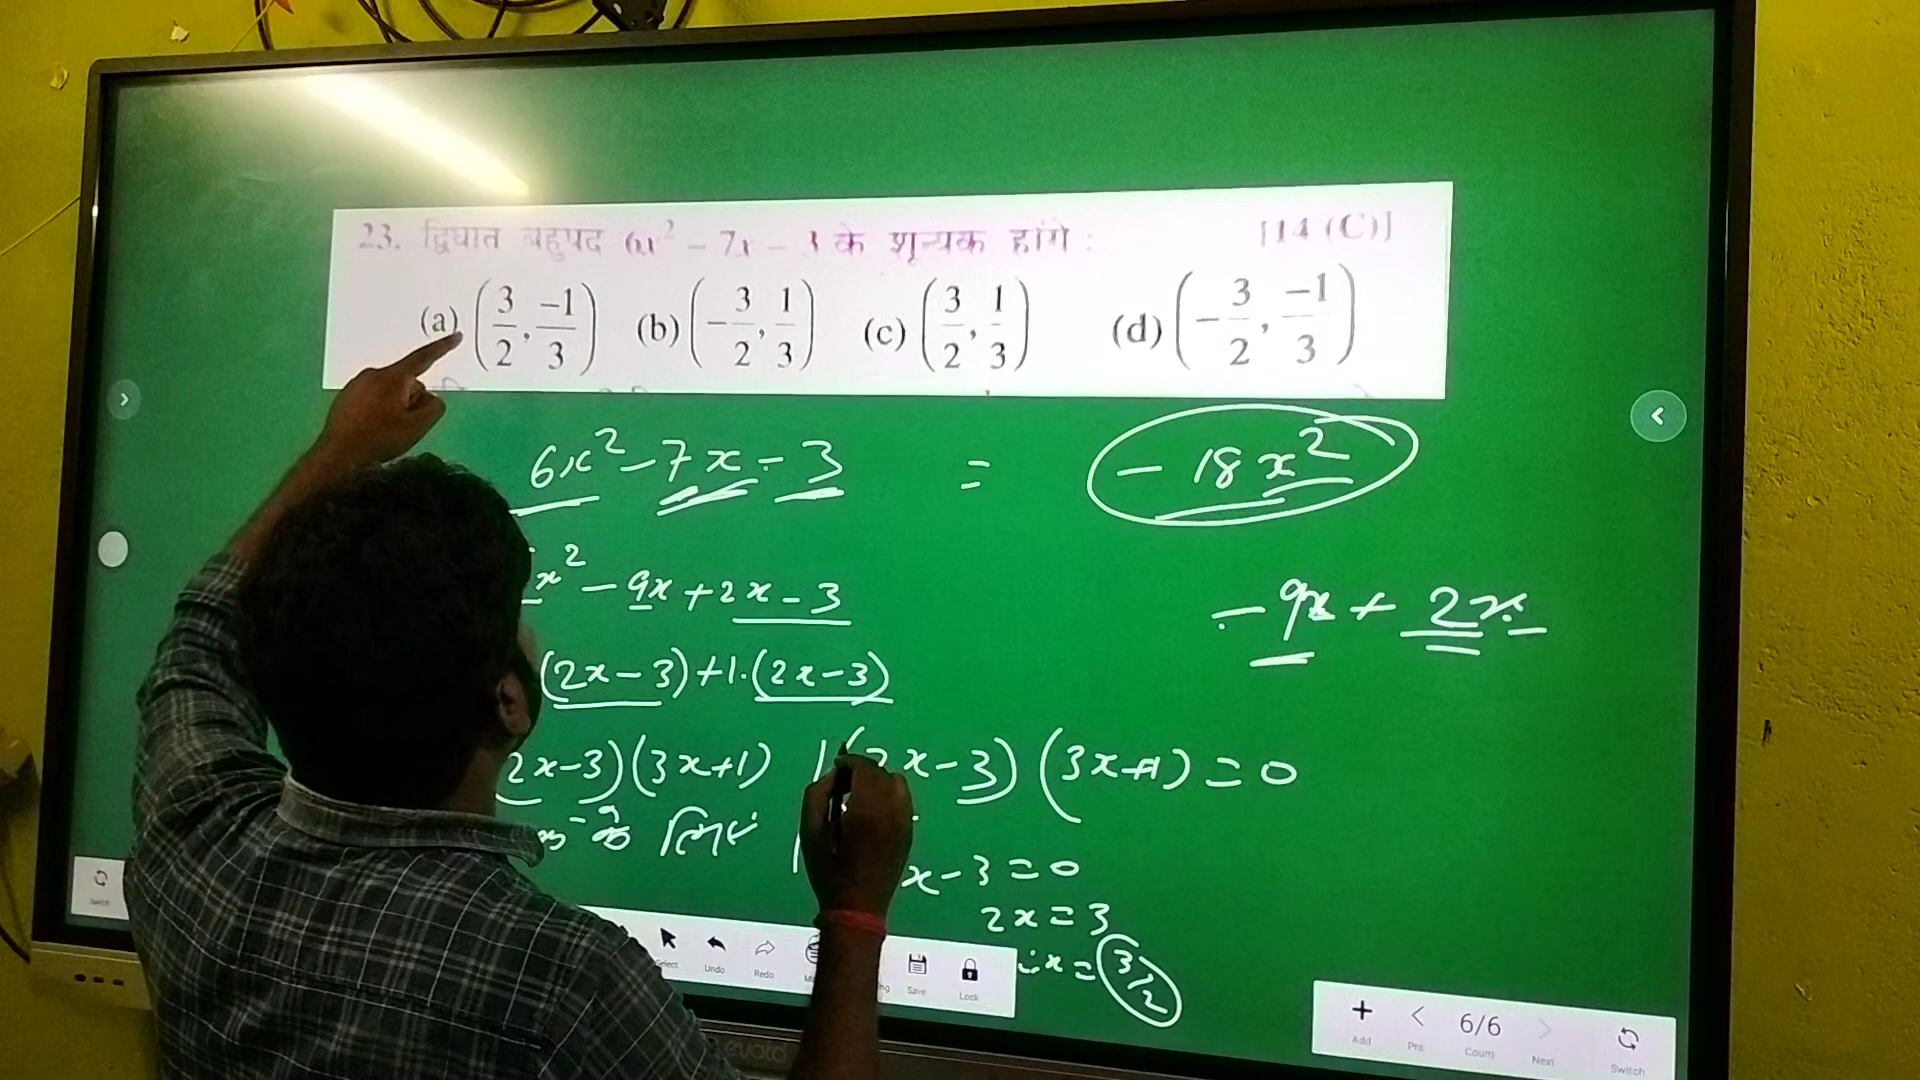 23. द्विघात बहुपद 6x² – 7x – 3 के शून्यक होंगे : [14 (C)]
(a) (3/2, –1/3) (b) (–3/2, 1/3) (c) (3/2, 1/3) (d) (–3/2, –1/3)
6x² – 7x – 3 = – 18x²
x² – 9x + 2x – 3
– 9x + 2x
(2x – 3) + 1.(2x – 3)
2x – 3)(3x + 1) x – 3) (3x + 1) = 0
के लिए
x – 3 = 0
2x = 3
∴ x = 3/2
Switch
Select Undo Redo Save Lock
Add Pre 6/6 Count Next Switch